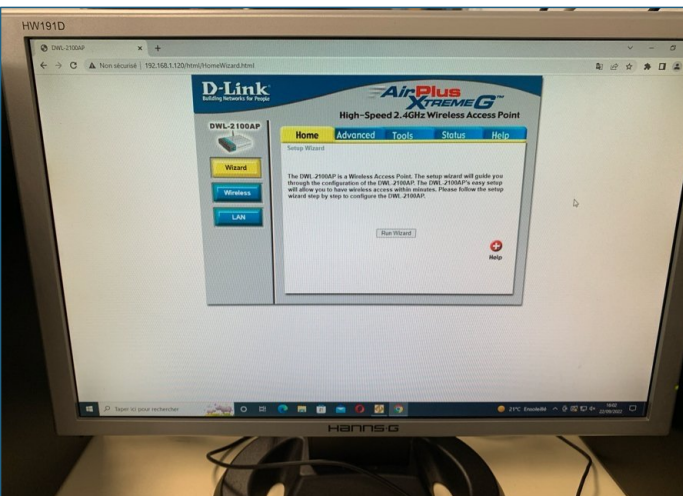 HW191D
DWL-2100AP
Non sécurisé | 192.168.1.120/html/HomeWizard.html
D-Link
Building Networks for People
AirPlus
XTREME G™
High-Speed 2.4GHz Wireless Access Point
DWL-2100AP
Home Advanced Tools Status Help
Setup Wizard
Wizard
The DWL-2100AP is a Wireless Access Point. The setup wizard will guide you
through the configuration of the DWL-2100AP. The DWL-2100AP's easy setup
will allow you to have wireless access within minutes. Please follow the setup
wizard step by step to configure the DWL-2100AP.
Wireless
LAN
Run Wizard
Help
Taper ici pour rechercher
21°C Ensoleillé
HANNS·G